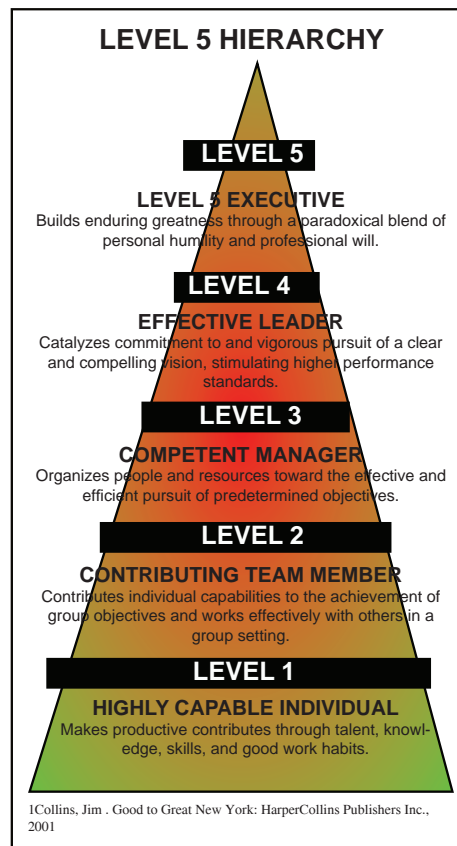 LEVEL 5 HIERARCHY
LEVEL 5
LEVEL 5 EXECUTIVE
Builds enduring greatness through a paradoxical blend of
personal humility and professional will.
LEVEL 4
EFFECTIVE LEADER
Catalyzes commitment to and vigorous pursuit of a clear
and compelling vision, stimulating higher performance
standards.
LEVEL 3
COMPETENT MANAGER
Organizes people and resources toward the effective and
efficient pursuit of predetermined objectives.
LEVEL 2
CONTRIBUTING TEAM MEMBER
Contributes individual capabilities to the achievement of
group objectives and works effectively with others in a
group setting.
LEVEL 1
HIGHLY CAPABLE INDIVIDUAL
Makes productive contributes through talent, knowl-
edge, skills, and good work habits.
1Collins, Jim . Good to Great New York: HarperCollins Publishers Inc.,
2001